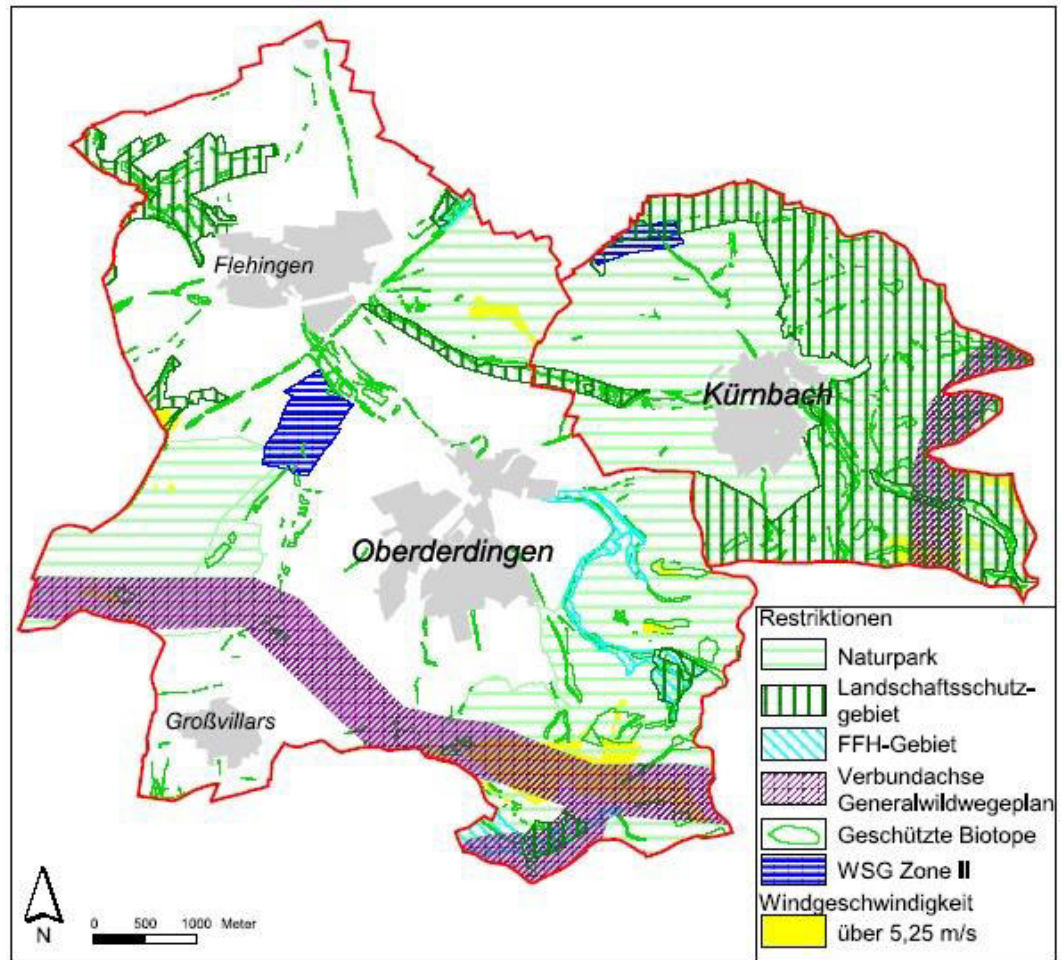 Flehingen
Kürnbach
Oberderdingen
Großvillars
Restriktionen
Naturpark
Landschaftsschutz-
gebiet
FFH-Gebiet
Verbundachse
Generalwildwegeplan
Geschützte Biotope
WSG Zone II
Windgeschwindigkeit
über 5,25 m/s
N
0 500 1000 Meter